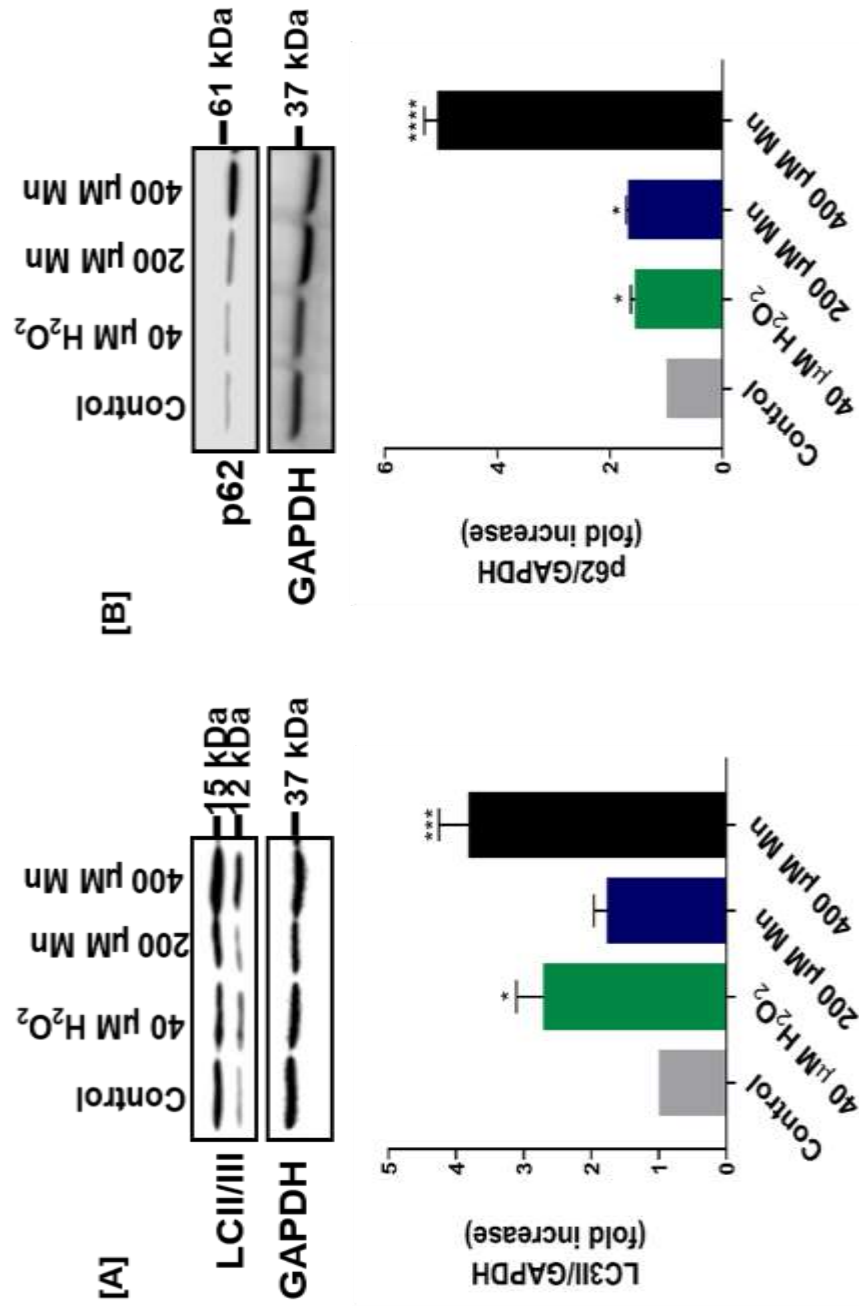 [A]
Control
40 µM H₂O₂
200 µM Mn
400 µM Mn
LCII/III
15 kDa
12 kDa
GAPDH
37 kDa
LC3II/GAPDH
(fold increase)
5
4
3
2
1
0
*
***
Control
40 µM H₂O₂
200 µM Mn
400 µM Mn
[B]
Control
40 µM H₂O₂
200 µM Mn
400 µM Mn
p62
61 kDa
GAPDH
37 kDa
p62/GAPDH
(fold increase)
6
4
2
0
*
*
****
Control
40 µM H₂O₂
200 µM Mn
400 µM Mn